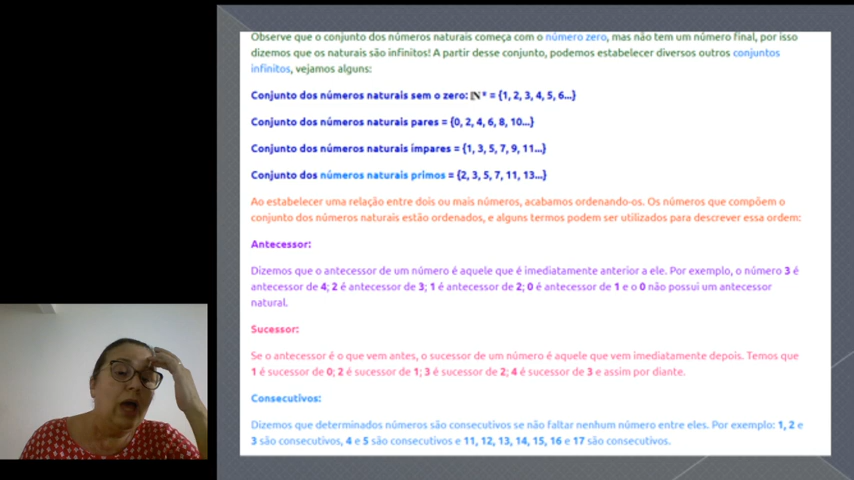 Observe que o conjunto dos números naturais começa com o número zero, mas não tem um número final, por isso
dizemos que os naturais são infinitos! A partir desse conjunto, podemos estabelecer diversos outros conjuntos
infinitos, vejamos alguns:
Conjunto dos números naturais sem o zero: ℕ* = {1, 2, 3, 4, 5, 6...}
Conjunto dos números naturais pares = {0, 2, 4, 6, 8, 10...}
Conjunto dos números naturais ímpares = {1, 3, 5, 7, 9, 11...}
Conjunto dos números naturais primos = {2, 3, 5, 7, 11, 13...}
Ao estabelecer uma relação entre dois ou mais números, acabamos ordenando-os. Os números que compõem o
conjunto dos números naturais estão ordenados, e alguns termos podem ser utilizados para descrever essa ordem:
Antecessor:
Dizemos que o antecessor de um número é aquele que é imediatamente anterior a ele. Por exemplo, o número 3 é
antecessor de 4; 2 é antecessor de 3; 1 é antecessor de 2; 0 é antecessor de 1 e o 0 não possui um antecessor
natural.
Sucessor:
Se o antecessor é o que vem antes, o sucessor de um número é aquele que vem imediatamente depois. Temos que
1 é sucessor de 0; 2 é sucessor de 1; 3 é sucessor de 2; 4 é sucessor de 3 e assim por diante.
Consecutivos:
Dizemos que determinados números são consecutivos se não faltar nenhum número entre eles. Por exemplo: 1, 2 e
3 são consecutivos, 4 e 5 são consecutivos e 11, 12, 13, 14, 15, 16 e 17 são consecutivos.